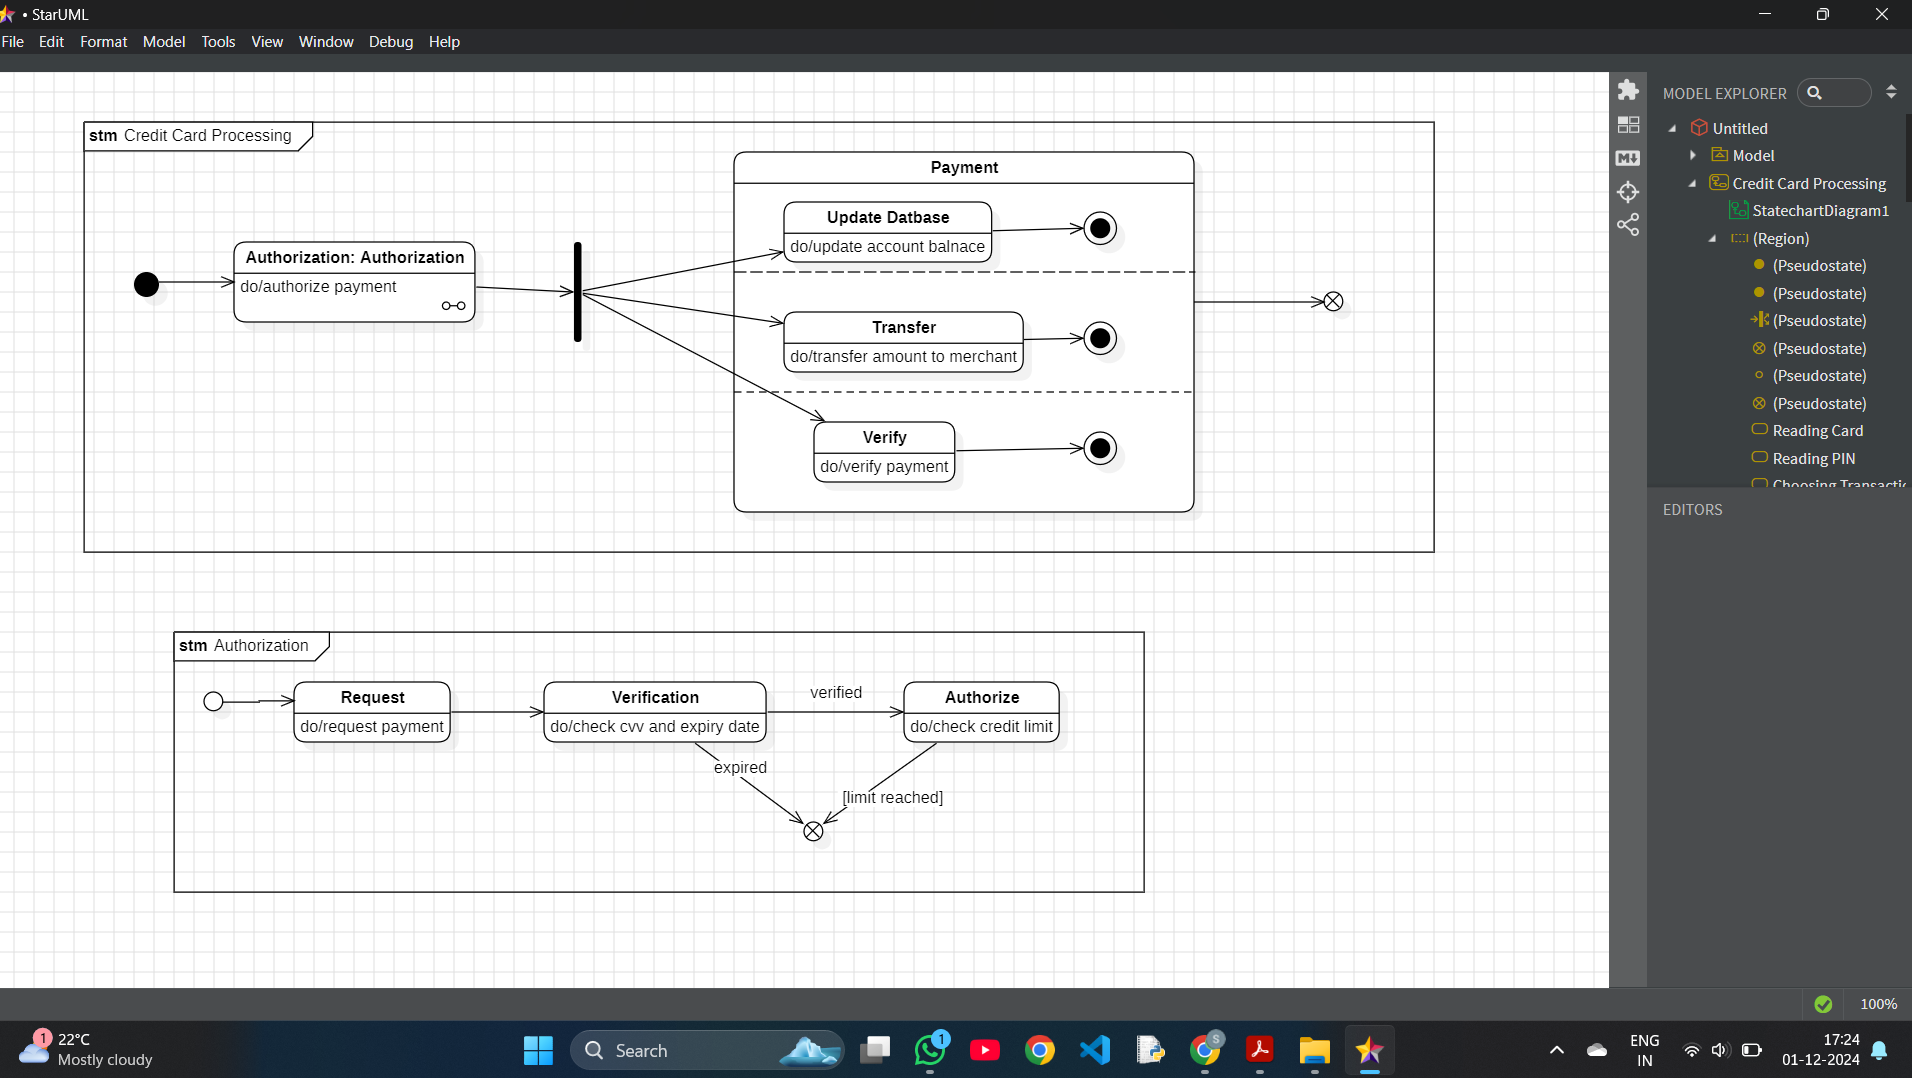 • StarUML
File Edit Format Model Tools View Window Debug Help
stm Credit Card Processing
Authorization: Authorization
do/authorize payment
Payment
Update Datbase
do/update account balnace
Transfer
do/transfer amount to merchant
Verify
do/verify payment
stm Authorization
Request
do/request payment
Verification
do/check cvv and expiry date
verified
Authorize
do/check credit limit
expired
[limit reached]
MODEL EXPLORER
Untitled
Model
Credit Card Processing
StatechartDiagram1
(Region)
(Pseudostate)
(Pseudostate)
(Pseudostate)
(Pseudostate)
(Pseudostate)
(Pseudostate)
Reading Card
Reading PIN
Choosing Transactio
EDITORS
100%
1
22°C
Mostly cloudy
Search
1
S
ENG
IN
17:24
01-12-2024